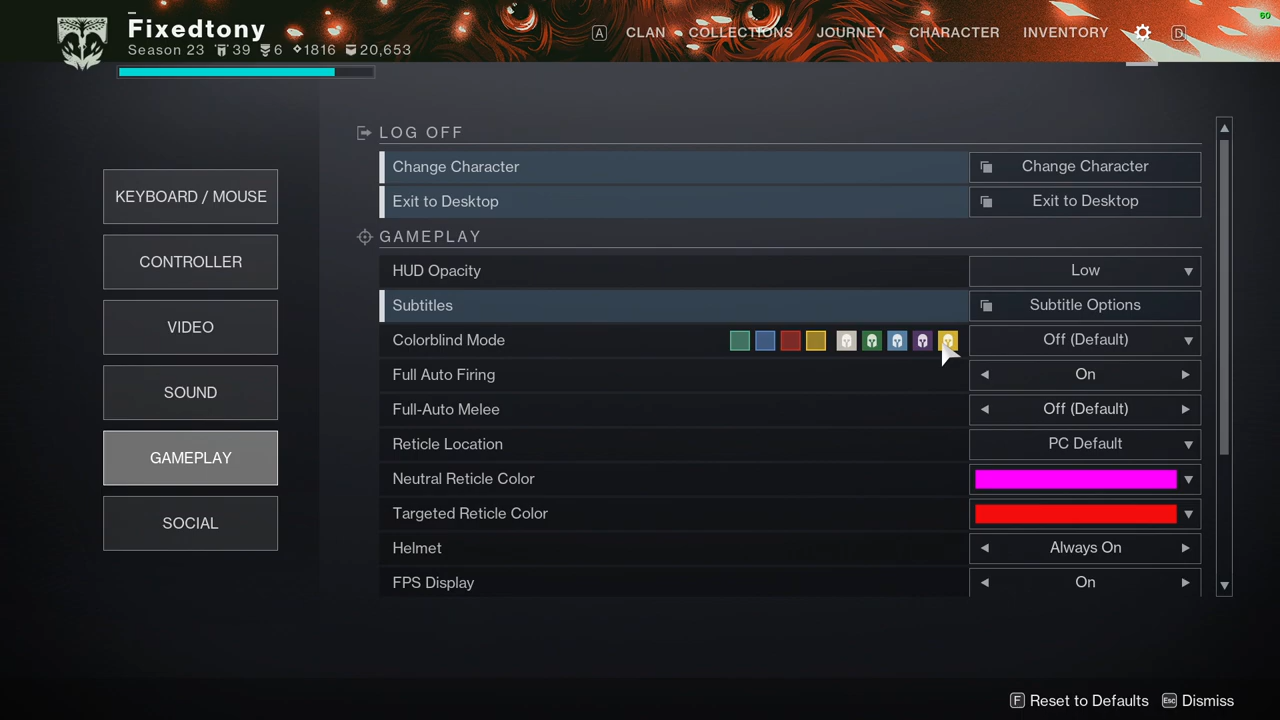 60
Fixedtony
Season 23 39 6 1816 20,653
A CLAN COLLECTIONS JOURNEY CHARACTER INVENTORY D
LOG OFF
Change Character Change Character
Exit to Desktop Exit to Desktop
GAMEPLAY
HUD Opacity Low
Subtitles Subtitle Options
Colorblind Mode Off (Default)
Full Auto Firing On
Full-Auto Melee Off (Default)
Reticle Location PC Default
Neutral Reticle Color
Targeted Reticle Color
Helmet Always On
FPS Display On
KEYBOARD / MOUSE
CONTROLLER
VIDEO
SOUND
GAMEPLAY
SOCIAL
F Reset to Defaults Esc Dismiss